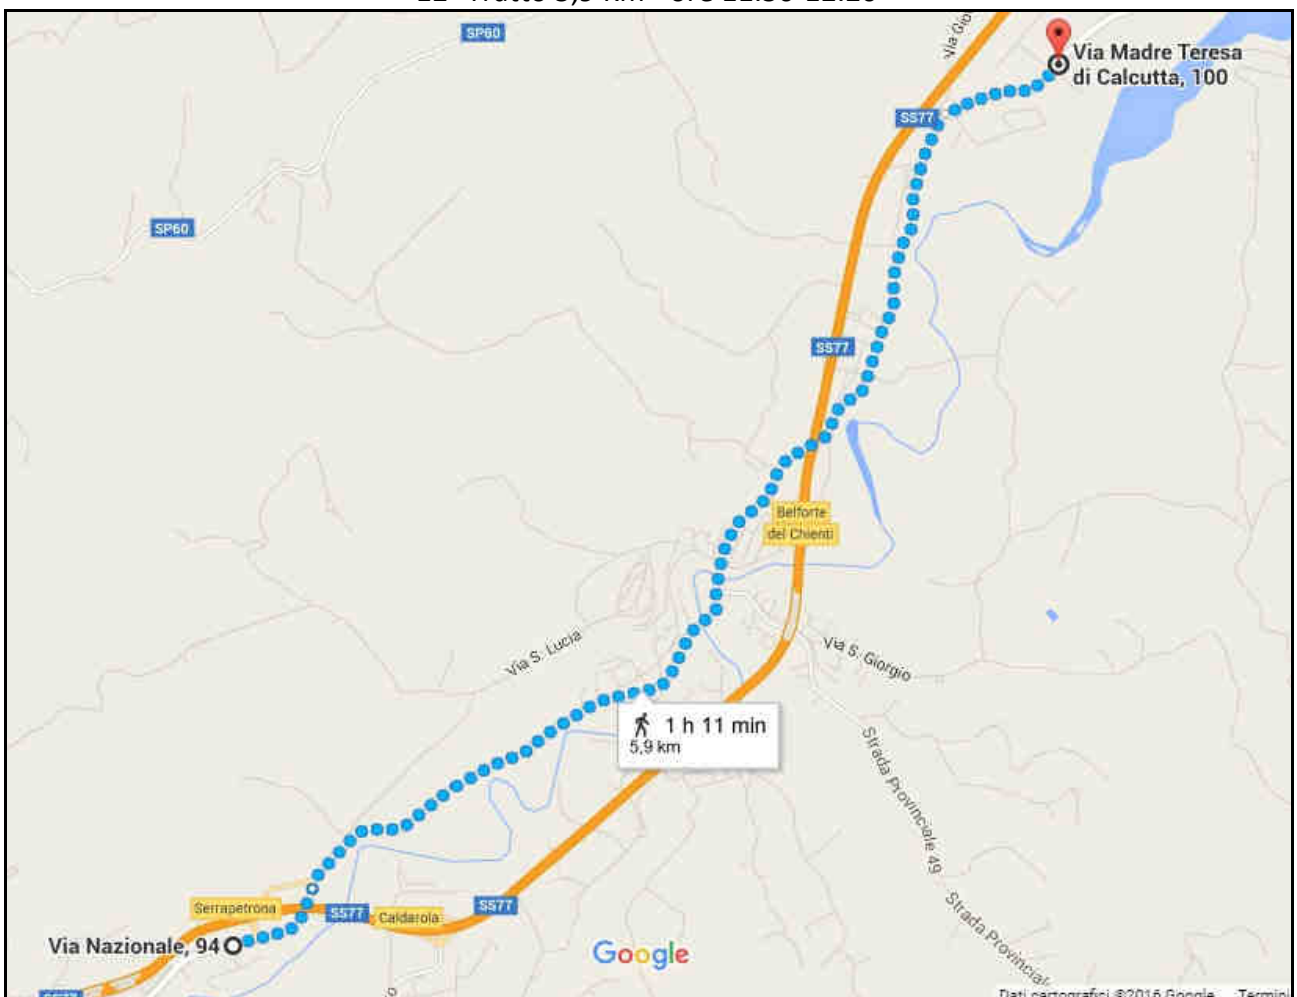 SP60
Via Madre Teresa
di Calcutta, 100
SS77
SP60
SS77
Belforte
del Chienti
Via S. Lucia
Via S. Giorgio
1 h 11 min
5,9 km
Strada Provinciale 49
Serrapetrona
SS77
Caldarola
SS77
Strada Provincial
Via Nazionale, 94
Google
Dati cartografici ©2016 Google
Termini